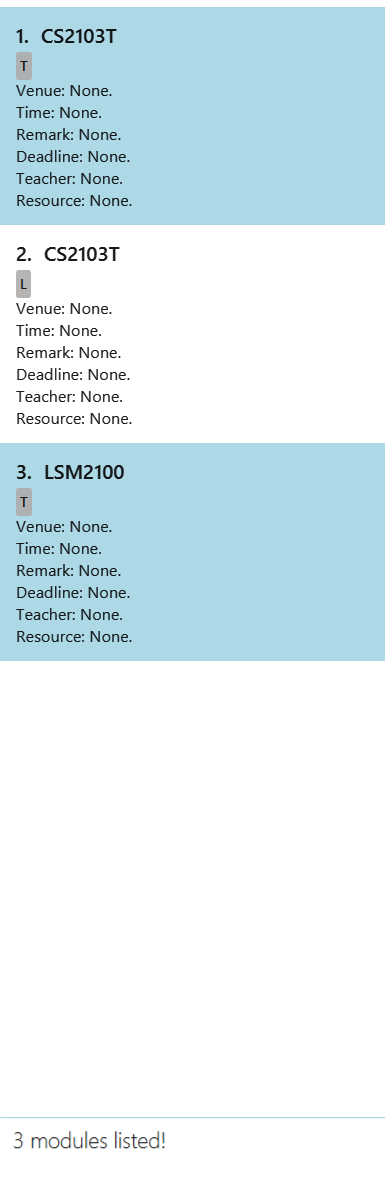 1. CS2103T
T
Venue: None.
Time: None.
Remark: None.
Deadline: None.
Teacher: None.
Resource: None.
2. CS2103T
L
Venue: None.
Time: None.
Remark: None.
Deadline: None.
Teacher: None.
Resource: None.
3. LSM2100
T
Venue: None.
Time: None.
Remark: None.
Deadline: None.
Teacher: None.
Resource: None.
3 modules listed!